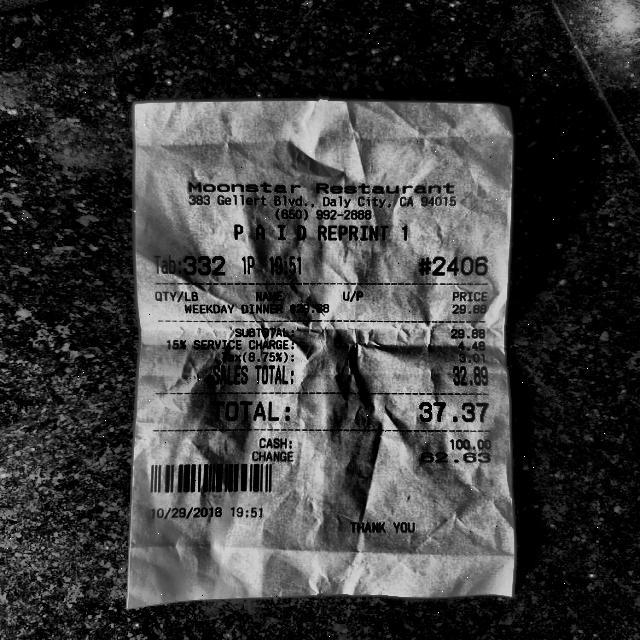 Moonstar Restaurant
383 Gellert Blvd., Daly City, CA 94015
(650) 992-2888
P A I D REPRINT 1
Tab:332 1P 19:51 #2406
QTY/LB NAME U/P PRICE
WEEKDAY DINNER $29.88 29.88
SUBTOTAL: 29.88
15% SERVICE CHARGE: 4.48
Tax(8.75%): 3.01
SALES TOTAL: 32.89
TOTAL: 37.37
CASH: 100.00
CHANGE 62.63
10/29/2018 19:51
THANK YOU